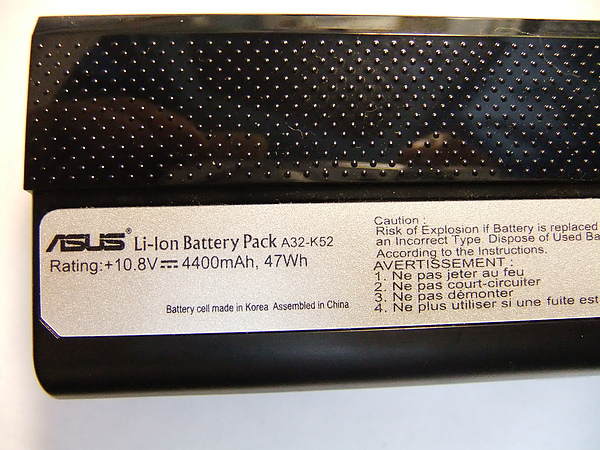 ASUS® Li-Ion Battery Pack A32-K52
Rating:+10.8V⎓ 4400mAh, 47Wh
Battery cell made in Korea Assembled in China
Caution :
Risk of Explosion if Battery is replaced
an Incorrect Type. Dispose of Used
According to the Instructions.
AVERTISSEMENT :
1. Ne pas jeter au feu
2. Ne pas court-circuiter
3. Ne pas démonter
4. Ne plus utiliser si une fuite est